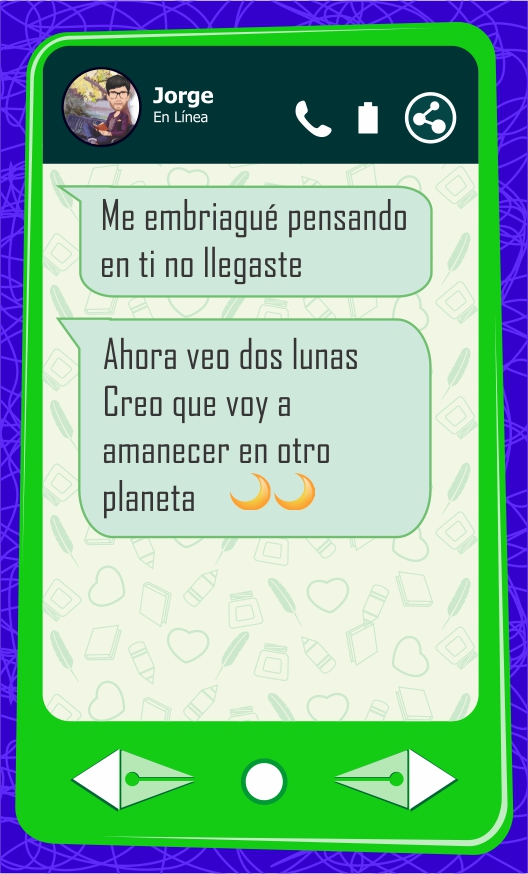 Jorge
En Línea
Me embriagué pensando
en ti no llegaste
Ahora veo dos lunas
Creo que voy a
amanecer en otro
planeta 🌙🌙